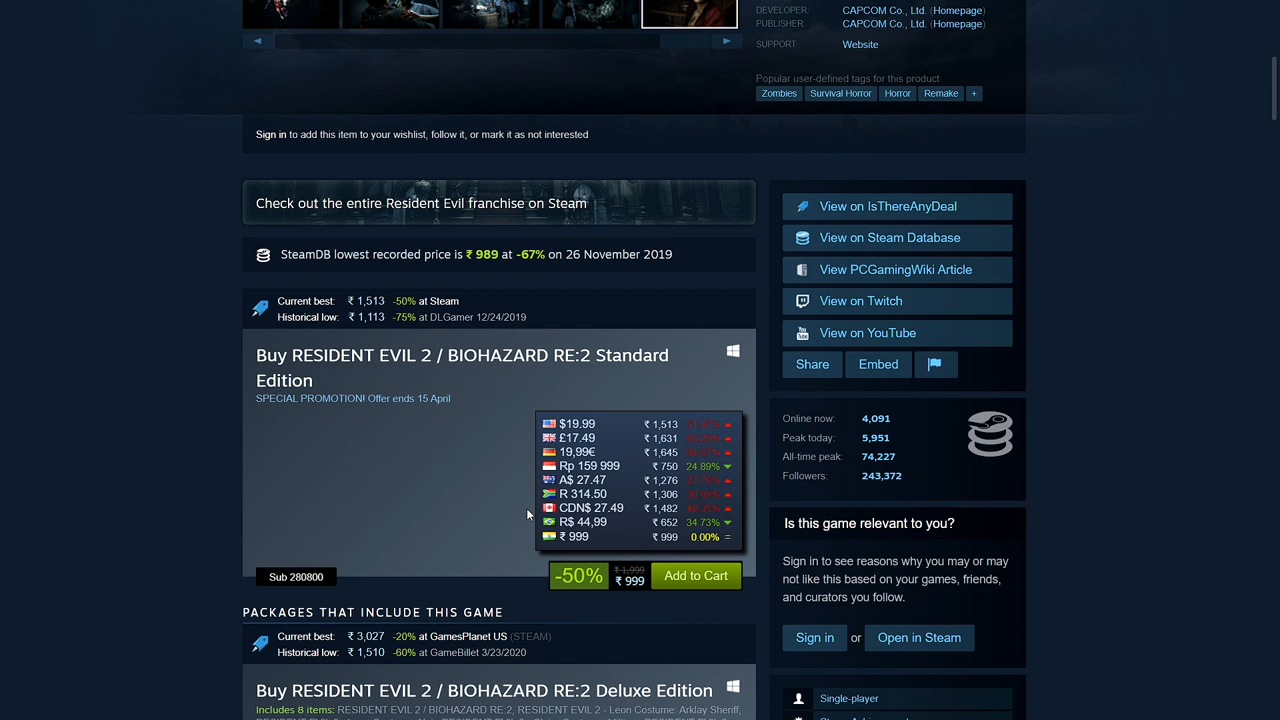 DEVELOPER: CAPCOM Co., Ltd. (Homepage)
PUBLISHER: CAPCOM Co., Ltd. (Homepage)
SUPPORT: Website
Popular user-defined tags for this product
Zombies Survival Horror Horror Remake +
Sign in to add this item to your wishlist, follow it, or mark it as not interested
Check out the entire Resident Evil franchise on Steam
SteamDB lowest recorded price is ₹ 989 at -67% on 26 November 2019
Current best: ₹ 1,513 -50% at Steam
Historical low: ₹ 1,113 -75% at DLGamer 12/24/2019
Buy RESIDENT EVIL 2 / BIOHAZARD RE:2 Standard
Edition
SPECIAL PROMOTION! Offer ends 15 April
$19.99 ₹ 1,513
£17.49 ₹ 1,631
19,99€ ₹ 1,645
Rp 159 999 ₹ 750 24.89%
A$ 27.47 ₹ 1,276
R 314.50 ₹ 1,306
CDN$ 27.49 ₹ 1,482
R$ 44,99 ₹ 652 34.73%
₹ 999 ₹ 999 0.00% =
Sub 280800
-50% ₹ 1,999 ₹ 999 Add to Cart
PACKAGES THAT INCLUDE THIS GAME
Current best: ₹ 3,027 -20% at GamesPlanet US (STEAM)
Historical low: ₹ 1,510 -60% at GameBillet 3/23/2020
Buy RESIDENT EVIL 2 / BIOHAZARD RE:2 Deluxe Edition
Includes 8 items: RESIDENT EVIL 2 / BIOHAZARD RE:2, RESIDENT EVIL 2 - Leon Costume: Arklay Sheriff,
View on IsThereAnyDeal
View on Steam Database
View PCGamingWiki Article
View on Twitch
You Tube View on YouTube
Share Embed
Online now: 4,091
Peak today: 5,951
All-time peak: 74,227
Followers: 243,372
Is this game relevant to you?
Sign in to see reasons why you may or
may not like this based on your games, friends,
and curators you follow.
Sign in or Open in Steam
Single-player